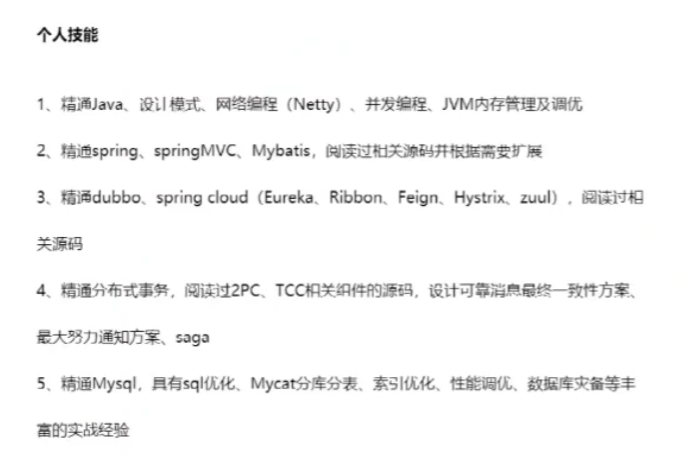 个人技能
1、精通Java、设计模式、网络编程（Netty）、并发编程、JVM内存管理及调优
2、精通spring、springMVC、Mybatis，阅读过相关源码并根据需要扩展
3、精通dubbo、spring cloud（Eureka、Ribbon、Feign、Hystrix、zuul），阅读过相
关源码
4、精通分布式事务，阅读过2PC、TCC相关组件的源码，设计可靠消息最终一致性方案、
最大努力通知方案、saga
5、精通Mysql，具有sql优化、Mycat分库分表、索引优化、性能调优、数据库灾备等丰
富的实战经验